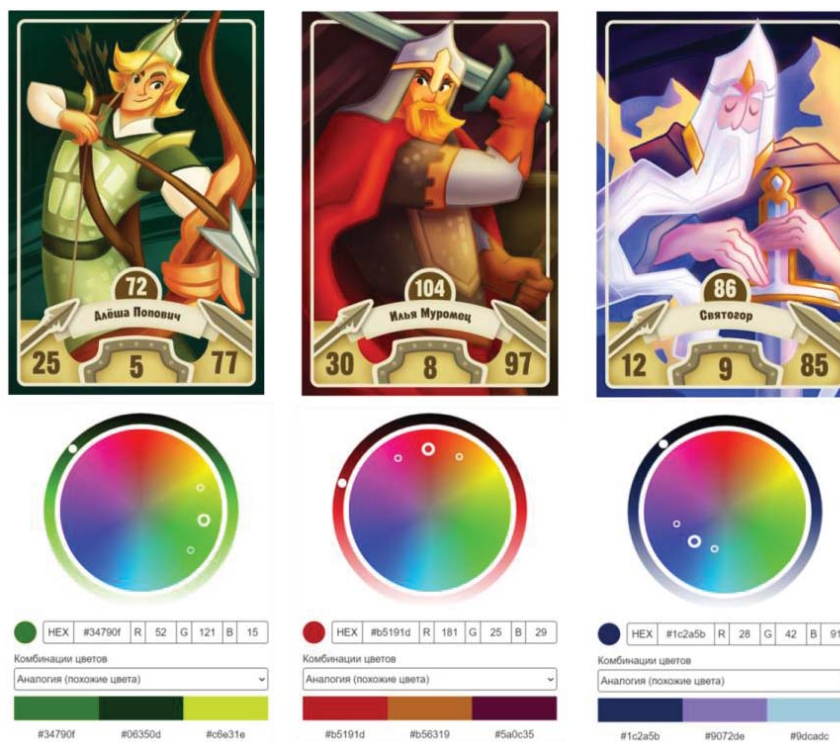 72
Алёша Попович
25
5
77
104
Илья Муромец
30
8
97
86
Святогор
12
9
85
HEX #34790f R 52 G 121 B 15
Комбинации цветов
Аналогия (похожие цвета)
#34790f #06350d #c6e31e
HEX #b5191d R 181 G 25 B 29
Комбинации цветов
Аналогия (похожие цвета)
#b5191d #b56319 #5a0c35
HEX #1c2a5b R 28 G 42 B 91
Комбинации цветов
Аналогия (похожие цвета)
#1c2a5b #9072de #9dcadc